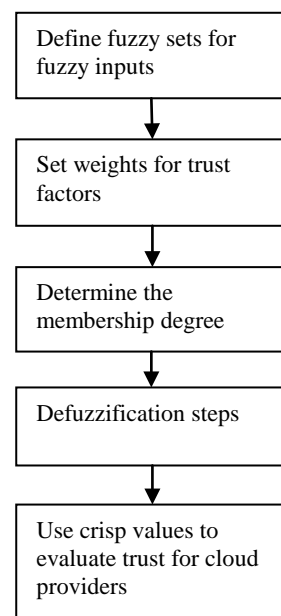 Define fuzzy sets for
fuzzy inputs
Set weights for trust
factors
Determine the
membership degree
Defuzzification steps
Use crisp values to
evaluate trust for cloud
providers